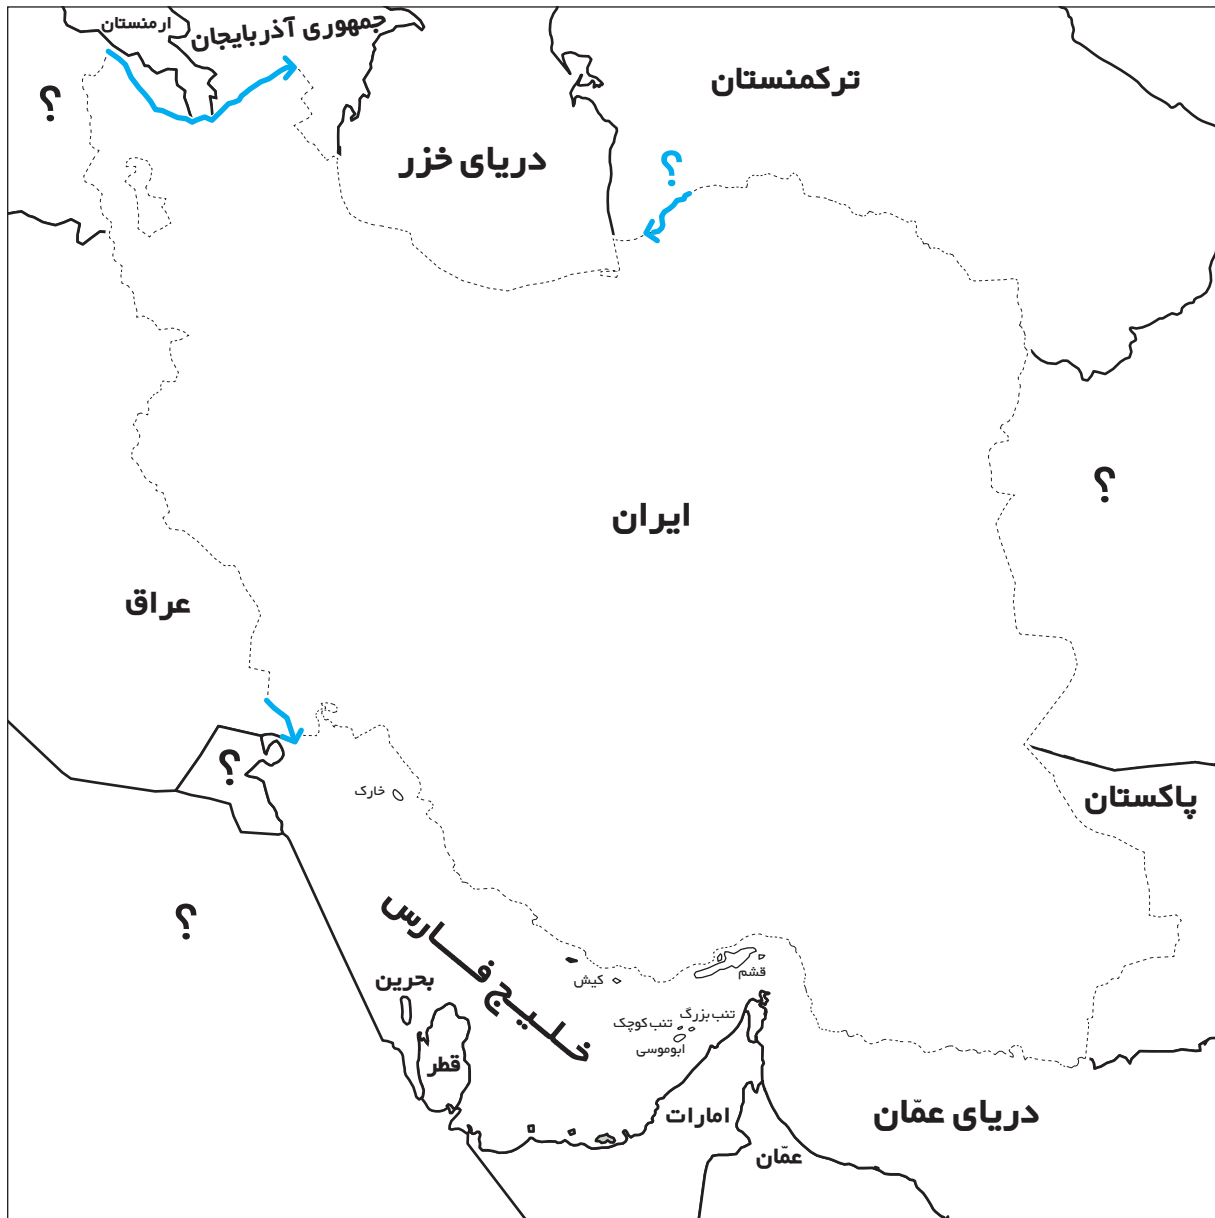 ارمنستان
جمهوری آذربایجان
ترکمنستان
؟
دریای خزر
؟
؟
ایران
عراق
؟
پاکستان
خارک
؟
خلیج فارس
قشم
کیش
بحرین
تنب بزرگ
تنب کوچک
ابوموسی
قطر
امارات
دریای عمّان
عمّان